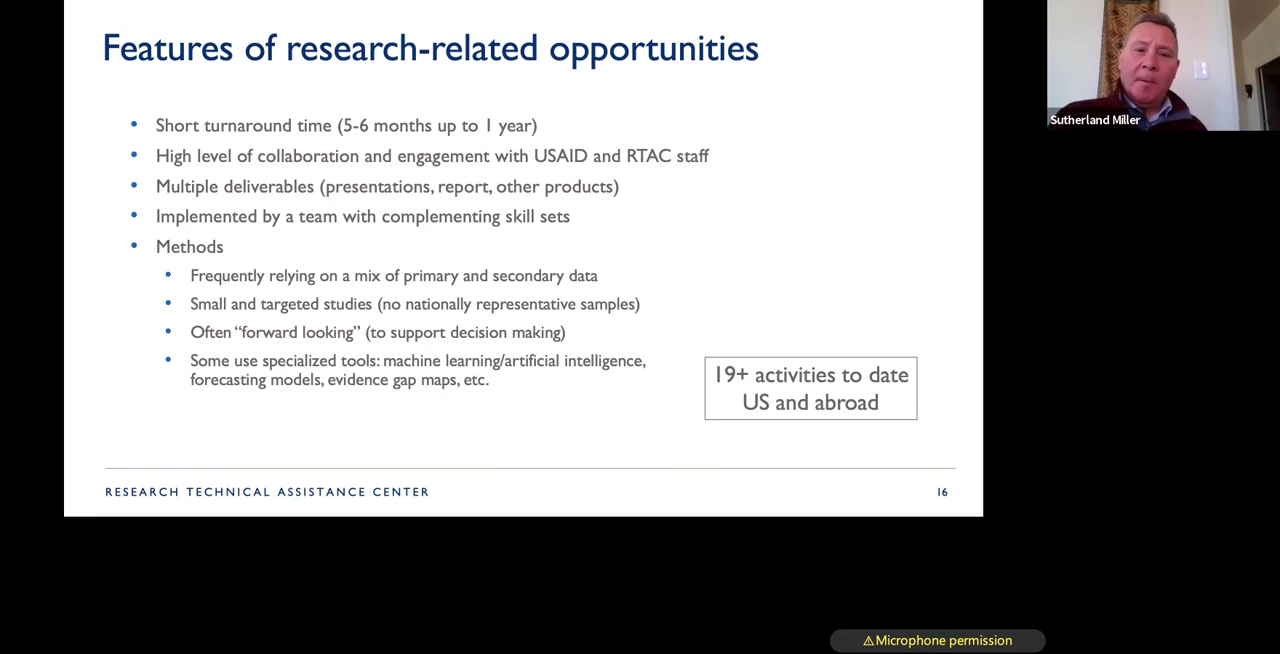 Features of research-related opportunities
• Short turnaround time (5-6 months up to 1 year)
• High level of collaboration and engagement with USAID and RTAC staff
• Multiple deliverables (presentations, report, other products)
• Implemented by a team with complementing skill sets
• Methods
• Frequently relying on a mix of primary and secondary data
• Small and targeted studies (no nationally representative samples)
• Often “forward looking” (to support decision making)
• Some use specialized tools: machine learning/artificial intelligence,
forecasting models, evidence gap maps, etc.
19+ activities to date
US and abroad
RESEARCH TECHNICAL ASSISTANCE CENTER
16
Sutherland Miller
⚠Microphone permission